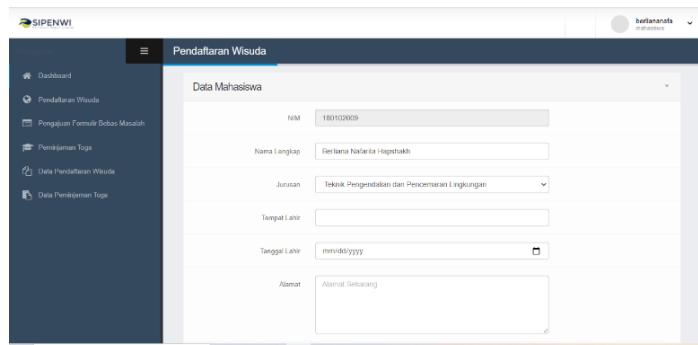 SIPENWI
berliananafa
mahasiswa
Pendaftaran Wisuda
Dashboard
Pendaftaran Wisuda
Pengajuan Formulir Bebas Masalah
Peminjaman Toga
Data Pendaftaran Wisuda
Data Peminjaman Toga
Data Mahasiswa
NIM
180102009
Nama Lengkap
Berliana Nafarila Hapshakh
Jurusan
Teknik Pengendalian dan Pencemaran Lingkungan
Tempat Lahir
Tanggal Lahir
mm/dd/yyyy
Alamat
Alamat Sekarang